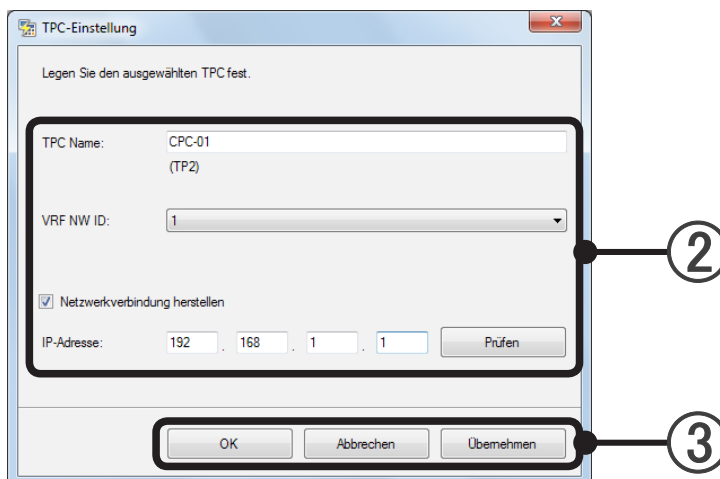 TPC-Einstellung
Legen Sie den ausgewählten TPC fest.
TPC Name: CPC-01
(TP2)
VRF NW ID: 1
2
Netzwerkverbindung herstellen
IP-Adresse: 192 . 168 . 1 . 1 Prüfen
OK Abbrechen Übernehmen
3